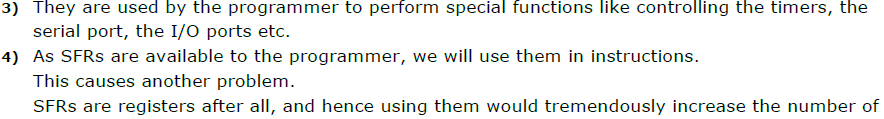 3) They are used by the programmer to perform special functions like controlling the timers, the
serial port, the I/O ports etc.
4) As SFRs are available to the programmer, we will use them in instructions.
This causes another problem.
SFRs are registers after all, and hence using them would tremendously increase the number of